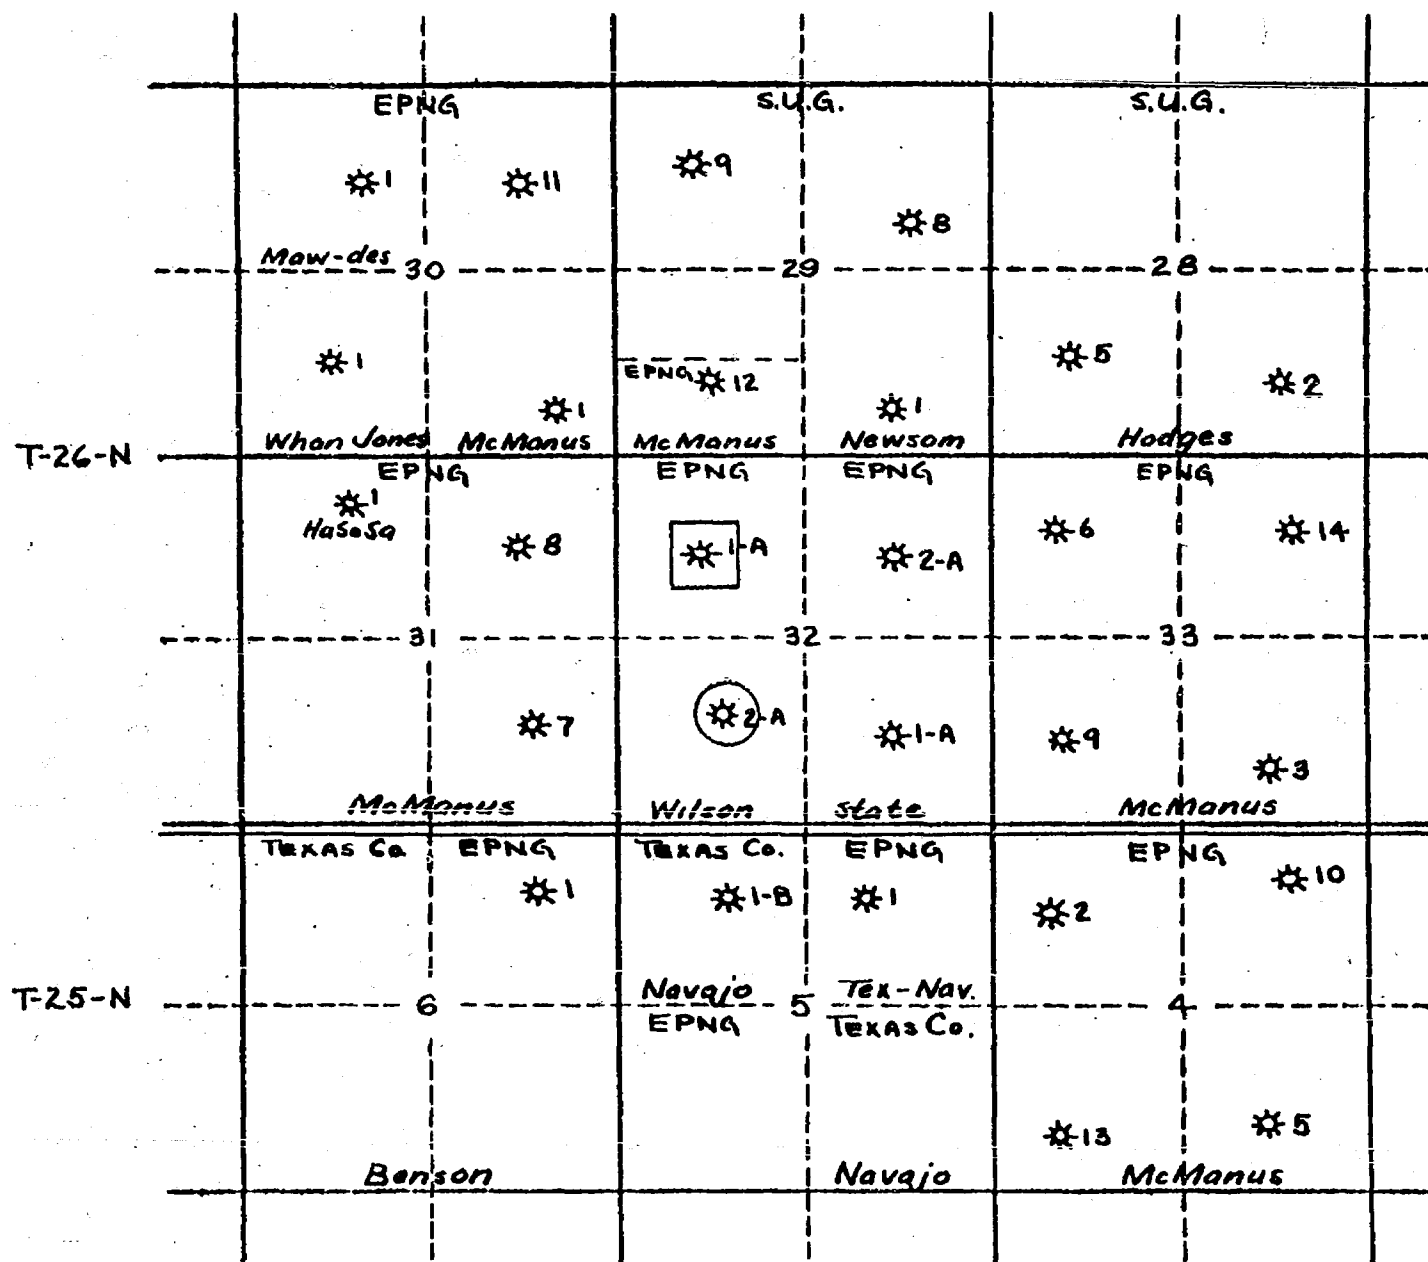 EPNG S.U.G. S.U.G.
9
1 11
8
Maw-des 30 29 28
5
1 EPNG 12 2
1 1
Whan Jones McManus McManus Newsom Hodges
T-26-N
EPNG EPNG EPNG EPNG
1
HaSoSa 8 1-A 2-A 6 14
31 32 33
7 2-A 1-A 9 3
McManus Wilson State McManus
TEXAS Co EPNG TEXAS Co. EPNG EPNG
1 1-B 1 2 10
Navajo Tex-Nav.
T-25-N 6 5 4
EPNG TEXAS Co.
13 5
Benson Navajo McManus